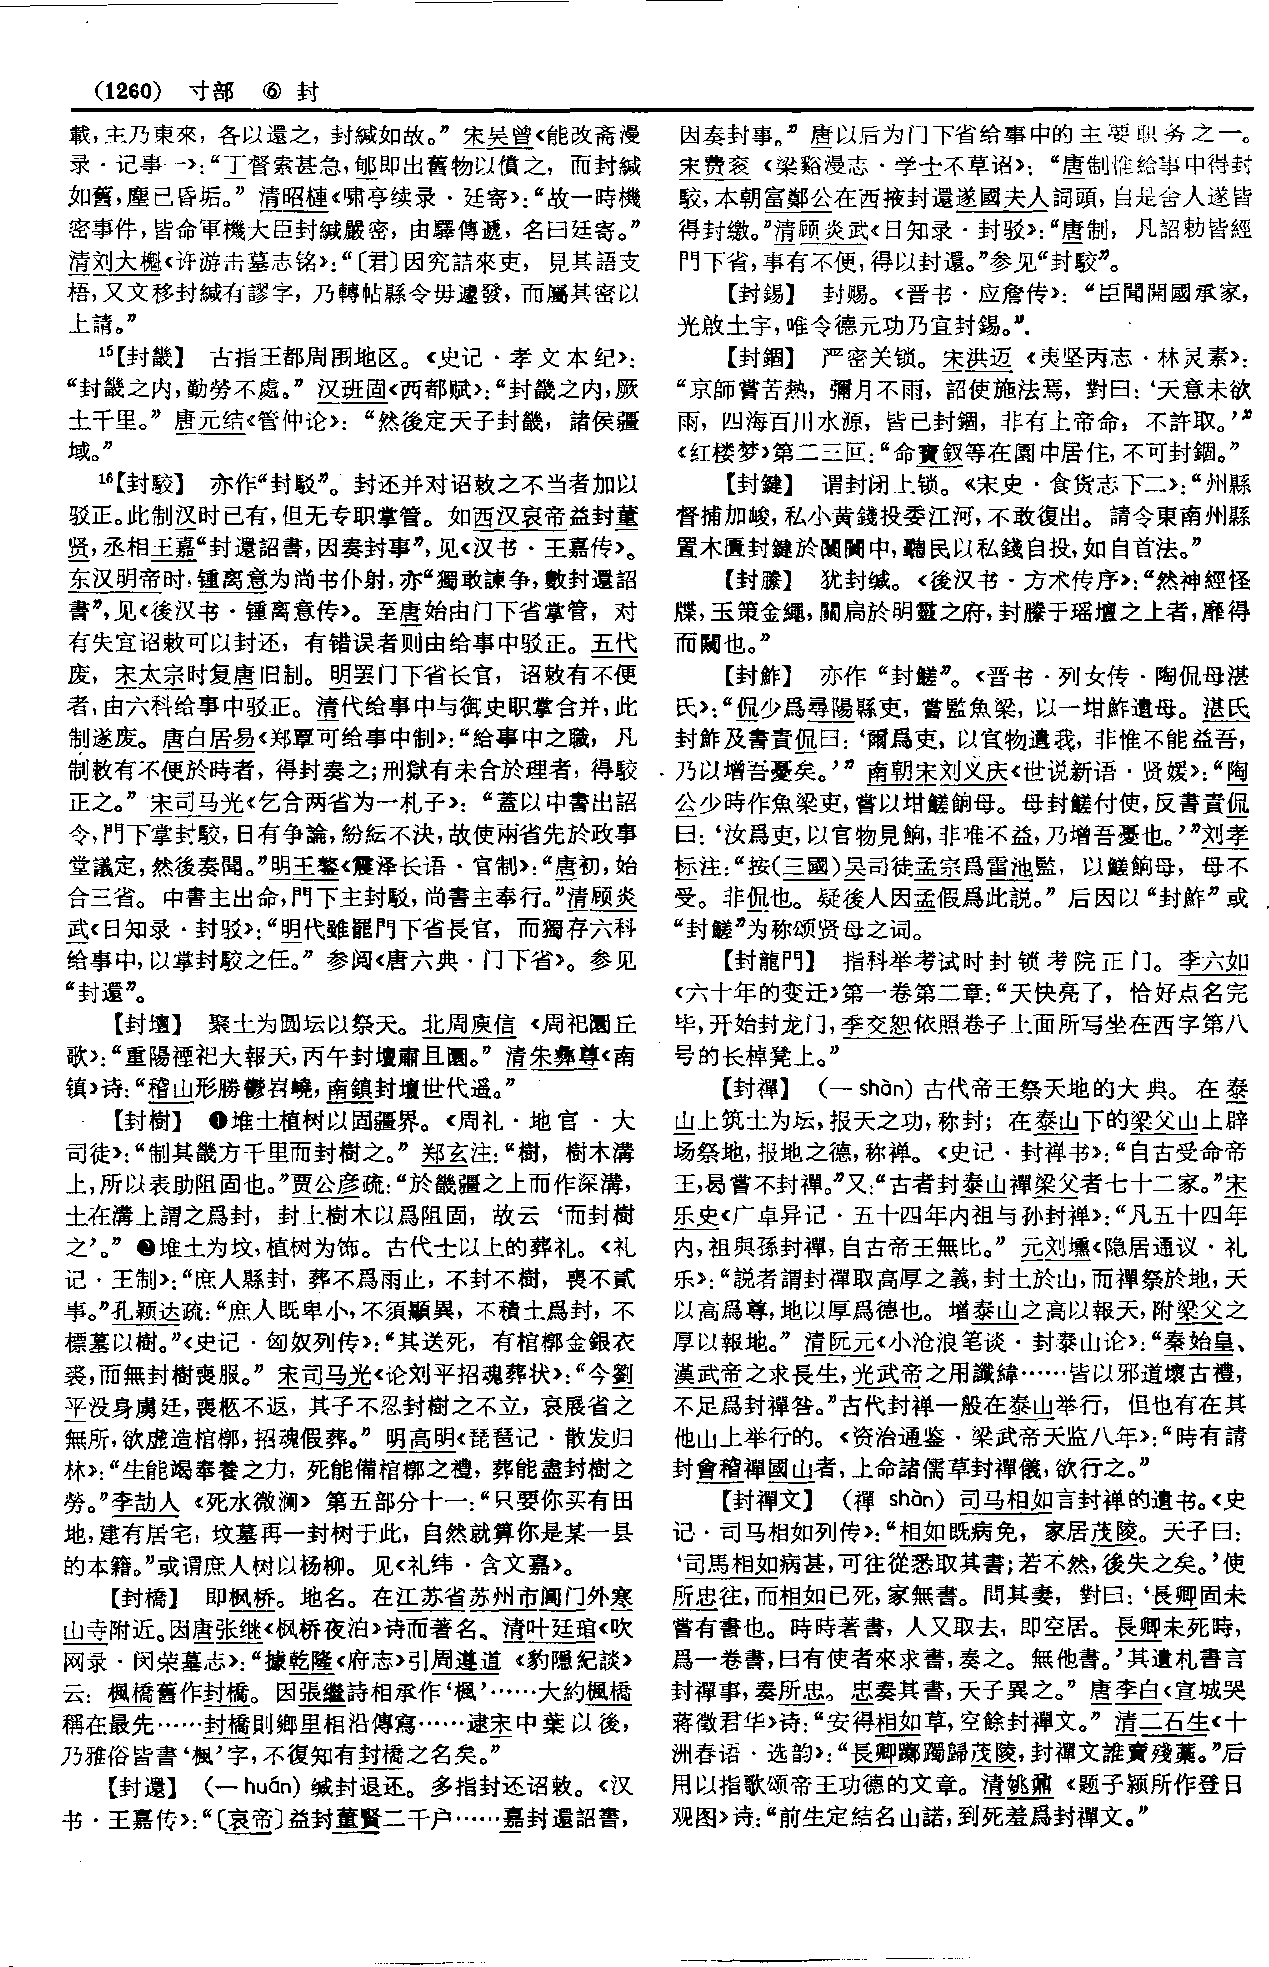 (1260) 寸部 ⑥ 封
載，主乃東來，各以還之，封緘如故。”宋吴曾《能改斋漫
录·记事一》：“丁督索甚急，郇即出舊物以償之，而封緘
如舊，塵已昏垢。”清昭槤《啸亭续录·廷寄》：“故一時機
密事件，皆命軍機大臣封緘嚴密，由驛傳遞，名曰廷寄。”
清刘大櫆《许游击墓志铭》：“〔君〕因究詰來吏，見其語支
梧，又文移封緘有謬字，乃轉帖縣令毋遽發，而屬其密以
上請。”
15【封畿】 古指王都周围地区。《史记·孝文本纪》：
“封畿之内，勤勞不處。”汉班固《西都赋》：“封畿之内，厥
土千里。”唐元结《管仲论》：“然後定天子封畿，諸侯疆
域。”
16【封駁】 亦作“封駮”。封还并对诏敕之不当者加以
驳正。此制汉时已有，但无专职掌管。如西汉哀帝益封董
贤，丞相王嘉“封還詔書，因奏封事”，见《汉书·王嘉传》。
东汉明帝时，锺离意为尚书仆射，亦“獨敢諫争，數封還詔
書”，见《後汉书·锺离意传》。至唐始由门下省掌管，对
有失宜诏敕可以封还，有错误者则由给事中驳正。五代
废，宋太宗时复唐旧制。明罢门下省长官，诏敕有不便
者，由六科给事中驳正。清代给事中与御史职掌合并，此
制遂废。唐白居易《郑覃可给事中制》：“給事中之職，凡
制敕有不便於時者，得封奏之；刑獄有未合於理者，得駁
正之。”宋司马光《乞合两省为一札子》：“蓋以中書出詔
令，門下掌封駁，日有争論，紛紜不決，故使兩省先於政事
堂議定，然後奏聞。”明王鏊《震泽长语·官制》：“唐初，始
合三省。中書主出命，門下主封駁，尚書主奉行。”清顾炎
武《日知录·封驳》：“明代雖罷門下省長官，而獨存六科
給事中，以掌封駁之任。”参阅《唐六典·门下省》。参见
“封還”。
【封壇】 聚土为圆坛以祭天。北周庾信《周祀圜丘
歌》：“重陽禋祀大報天，丙午封壇肅且圜。”清朱彝尊《南
镇》诗：“稽山形勝鬱岧嶢，南鎮封壇世代遥。”
【封樹】 ❶堆土植树以固疆界。《周礼·地官·大
司徒》：“制其畿方千里而封樹之。”郑玄注：“樹，樹木溝
上，所以表助阻固也。”贾公彦疏：“於畿疆之上而作深溝，
土在溝上謂之爲封，封上樹木以爲阻固，故云‘而封樹
之’。”❷堆土为坟，植树为饰。古代士以上的葬礼。《礼
记·王制》：“庶人縣封，葬不爲雨止，不封不樹，喪不貳
事。”孔颖达疏：“庶人既卑小，不須顯異，不積土爲封，不
標墓以樹。”《史记·匈奴列传》：“其送死，有棺槨金銀衣
裘，而無封樹喪服。”宋司马光《论刘平招魂葬状》：“今劉
平没身虜廷，喪柩不返，其子不忍封樹之不立，哀展省之
無所，欲虚造棺槨，招魂假葬。”明高明《琵琶记·散发归
林》：“生能竭奉養之力，死能備棺槨之禮，葬能盡封樹之
勞。”李劼人《死水微澜》第五部分十一：“只要你买有田
地，建有居宅，坟墓再一封树于此，自然就算你是某一县
的本籍。”或谓庶人树以杨柳。见《礼纬·含文嘉》。
【封橋】 即枫桥。地名。在江苏省苏州市阊门外寒
山寺附近。因唐张继《枫桥夜泊》诗而著名。清叶廷琯《吹
网录·闵荣墓志》：“據乾隆《府志》引周遵道《豹隱紀談》
云：楓橋舊作封橋。因張繼詩相承作‘楓’……大約楓橋
稱在最先……封橋則鄉里相沿傳寫……逮宋中葉以後，
乃雅俗皆書‘楓’字，不復知有封橋之名矣。”
【封還】 （一huán）缄封退还。多指封还诏敕。《汉
书·王嘉传》：“〔哀帝〕益封董賢二千户……嘉封還詔書，
因奏封事。”唐以后为门下省给事中的主要职务之一。
宋费衮《梁谿漫志·学士不草诏》：“唐制惟給事中得封
駁，本朝富鄭公在西掖封還遂國夫人詞頭，自是舍人遂皆
得封繳。”清顾炎武《日知录·封驳》：“唐制，凡詔勅皆經
門下省，事有不便，得以封還。”参见“封駁”。
【封錫】 封赐。《晋书·应詹传》：“臣聞開國承家，
光啟土宇，唯令德元功乃宜封錫。”
【封錮】 严密关锁。宋洪迈《夷坚丙志·林灵素》：
“京師嘗苦熱，彌月不雨，詔使施法焉，對曰：‘天意未欲
雨，四海百川水源，皆已封錮，非有上帝命，不許取。’”
《红楼梦》第二三回：“命寶釵等在園中居住，不可封錮。”
【封鍵】 谓封闭上锁。《宋史·食货志下二》：“州縣
督捕加峻，私小黄錢投委江河，不敢復出。請令東南州縣
置木匱封鍵於闤闠中，聽民以私錢自投，如自首法。”
【封縢】 犹封缄。《後汉书·方术传序》：“然神經怪
牒，玉策金繩，關扃於明靈之府，封縢于瑶壇之上者，靡得
而闚也。”
【封鮓】 亦作“封鱃”。《晋书·列女传·陶侃母湛
氏》：“侃少爲尋陽縣吏，嘗監魚梁，以一坩鮓遺母。湛氏
封鮓及書責侃曰：‘爾爲吏，以官物遺我，非惟不能益吾，
乃以增吾憂矣。’”南朝宋刘义庆《世说新语·贤媛》：“陶
公少時作魚梁吏，嘗以坩鮺餉母。母封鮺付使，反書責侃
曰：‘汝爲吏，以官物見餉，非唯不益，乃增吾憂也。’”刘孝
标注：“按（三國）吴司徒孟宗爲雷池監，以鮺餉母，母不
受。非侃也。疑後人因孟假爲此説。”后因以“封鮓”或
“封鮺”为称颂贤母之词。
【封龍門】 指科举考试时封锁考院正门。李六如
《六十年的变迁》第一卷第二章：“天快亮了，恰好点名完
毕，开始封龙门，季交恕依照卷子上面所写坐在西字第八
号的长棹凳上。”
【封禪】 （一shàn）古代帝王祭天地的大典。在泰
山上筑土为坛，报天之功，称封；在泰山下的梁父山上辟
场祭地，报地之德，称禅。《史记·封禅书》：“自古受命帝
王，曷嘗不封禪。”又：“古者封泰山禪梁父者七十二家。”宋
乐史《广卓异记·五十四年内祖与孙封禅》：“凡五十四年
内，祖與孫封禪，自古帝王無比。”元刘壎《隐居通议·礼
乐》：“説者謂封禪取高厚之義，封土於山，而禪祭於地，天
以高爲尊，地以厚爲德也。增泰山之高以報天，附梁父之
厚以報地。”清阮元《小沧浪笔谈·封泰山论》：“秦始皇、
漢武帝之求長生，光武帝之用讖緯……皆以邪道壞古禮，
不足爲封禪咎。”古代封禅一般在泰山举行，但也有在其
他山上举行的。《资治通鉴·梁武帝天监八年》：“時有請
封會稽禪國山者，上命諸儒草封禪儀，欲行之。”
【封禪文】 （禪 shàn）司马相如言封禅的遗书。《史
记·司马相如列传》：“相如既病免，家居茂陵。天子曰：
‘司馬相如病甚，可往從悉取其書；若不然，後失之矣。’使
所忠往，而相如已死，家無書。問其妻，對曰：‘長卿固未
嘗有書也。時時著書，人又取去，即空居。長卿未死時，
爲一卷書，曰有使者來求書，奏之。無他書。’其遺札書言
封禪事，奏所忠。忠奏其書，天子異之。”唐李白《宣城哭
蒋徵君华》诗：“安得相如草，空餘封禪文。”清二石生《十
洲春语·选韵》：“長卿躑躅歸茂陵，封禪文誰賣殘藁。”后
用以指歌颂帝王功德的文章。清姚鼐《题子颖所作登日
观图》诗：“前生定結名山諾，到死羞爲封禪文。”